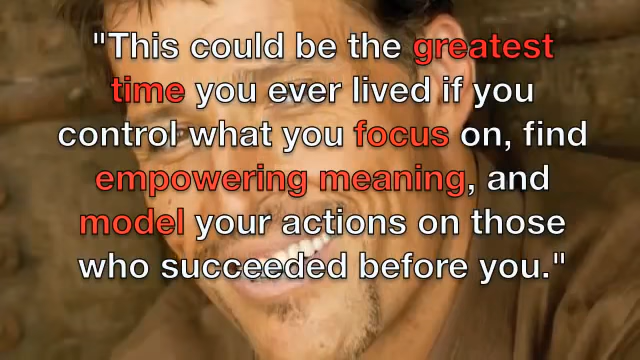 "This could be the greatest
time you ever lived if you
control what you focus on, find
empowering meaning, and
model your actions on those
who succeeded before you."